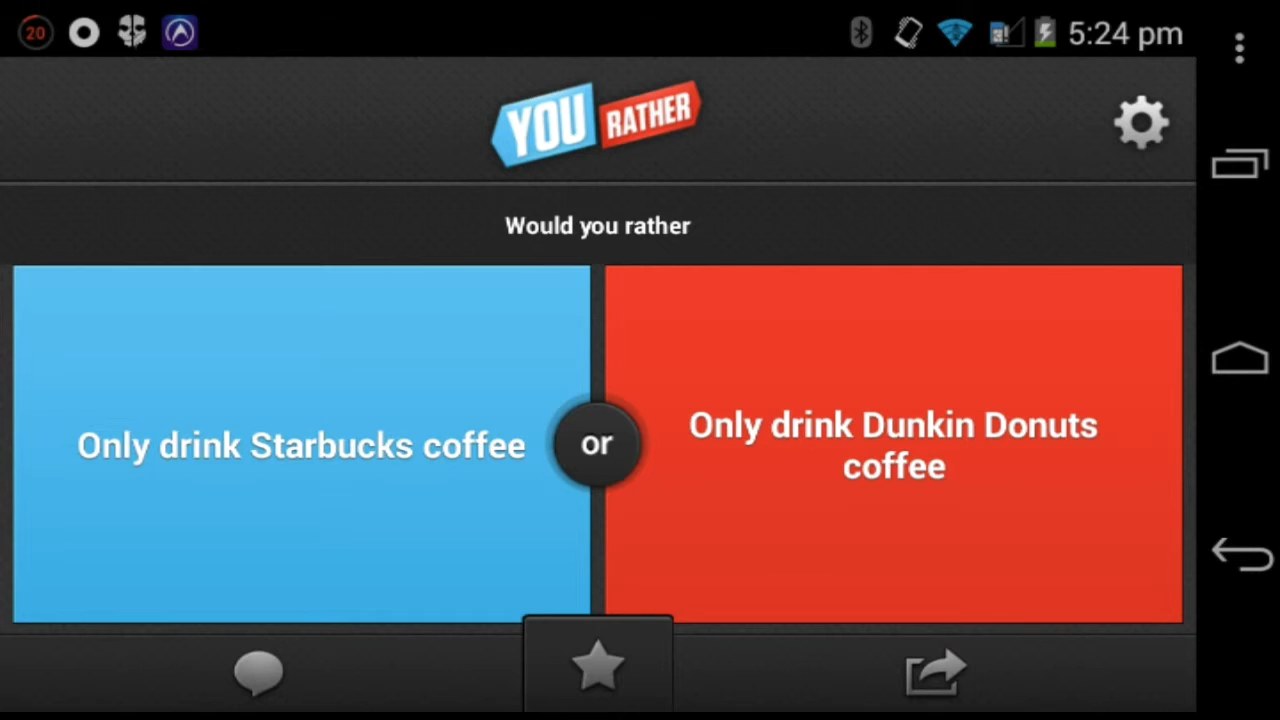 20
3!
5:24 pm
YOU RATHER
Would you rather
Only drink Starbucks coffee
or
Only drink Dunkin Donuts
coffee